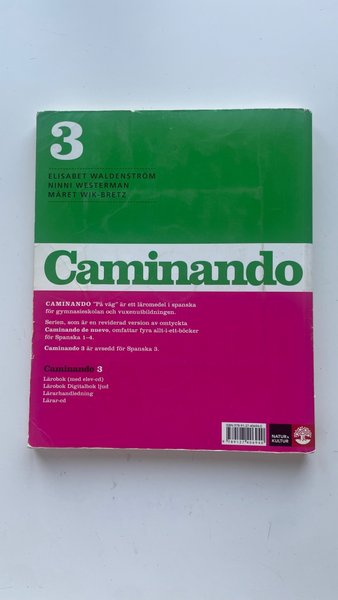 3
ELISABET WALDENSTRÖM
NINNI WESTERMAN
MÄRET WIK-BRETZ
Caminando
CAMINANDO "På väg" är ett läromedel i spanska
för gymnasieskolan och vuxenutbildningen.
Serien, som är en reviderad version av omtyckta
Caminando de nuevo, omfattar fyra allt-i-ett-böcker
för Spanska 1–4.
Caminando 3 är avsedd för Spanska 3.
Caminando 3
Lärobok (med elev-cd)
Lärobok Digitalbok ljud
Lärarhandledning
Lärar-cd
NATUR &
KULTUR